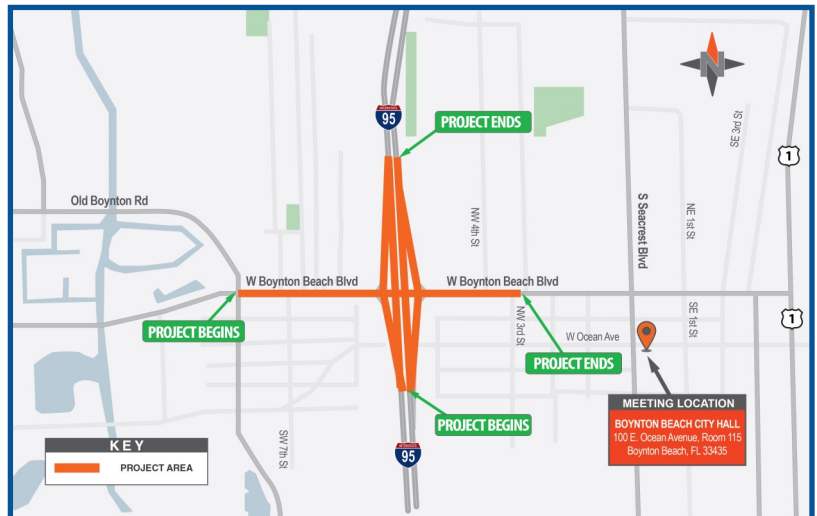 INTERSTATE
95
PROJECT ENDS
N
SE 3rd St
1
Old Boynton Rd
NW 4th St
S Seacrest Blvd
NE 1st St
W Boynton Beach Blvd
W Boynton Beach Blvd
PROJECT BEGINS
NW 3rd St
SE 1st St
1
W Ocean Ave
PROJECT ENDS
MEETING LOCATION
BOYNTON BEACH CITY HALL
100 E. Ocean Avenue, Room 115
Boynton Beach, FL 33435
PROJECT BEGINS
SW 7th St
INTERSTATE
95
KEY
PROJECT AREA